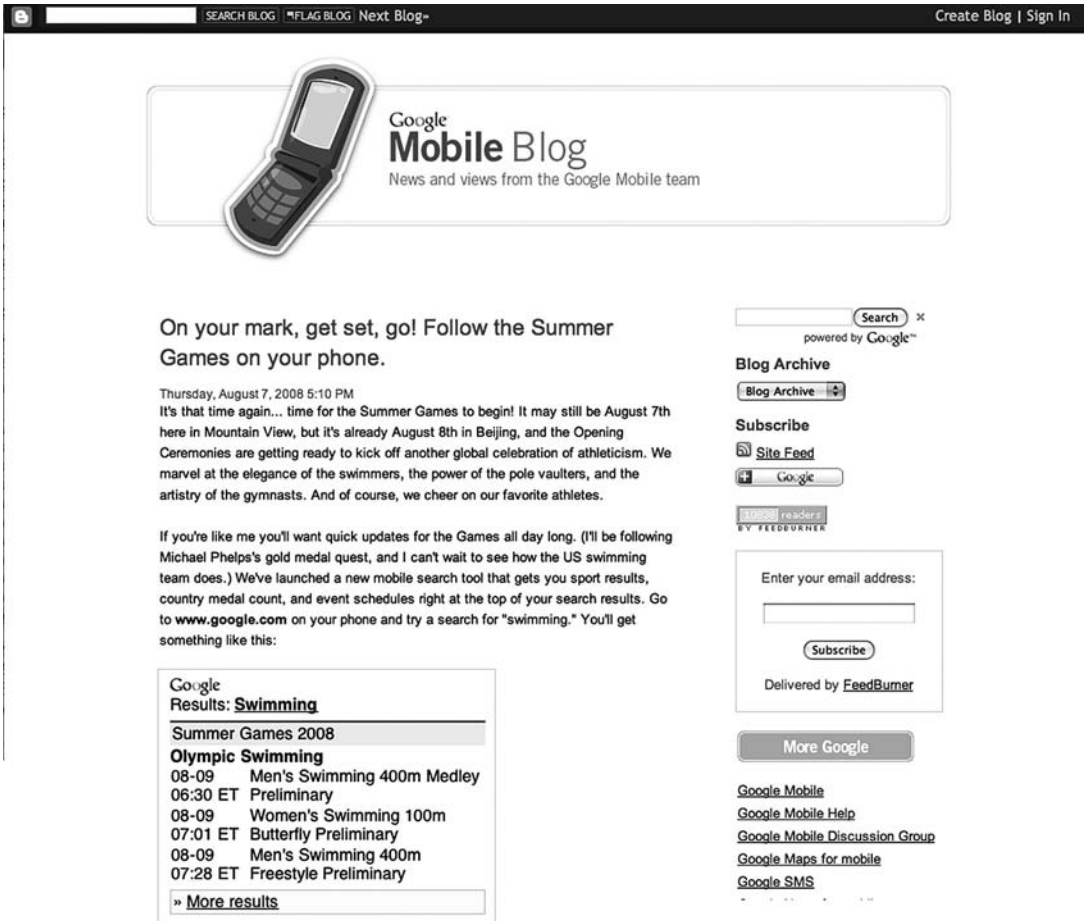 SEARCH BLOG FLAG BLOG Next Blog»
Create Blog | Sign In
Google
Mobile Blog
News and views from the Google Mobile team
On your mark, get set, go! Follow the Summer
Games on your phone.
Thursday, August 7, 2008 5:10 PM
It's that time again... time for the Summer Games to begin! It may still be August 7th
here in Mountain View, but it's already August 8th in Beijing, and the Opening
Ceremonies are getting ready to kick off another global celebration of athleticism. We
marvel at the elegance of the swimmers, the power of the pole vaulters, and the
artistry of the gymnasts. And of course, we cheer on our favorite athletes.
If you're like me you'll want quick updates for the Games all day long. (I'll be following
Michael Phelps's gold medal quest, and I can't wait to see how the US swimming
team does.) We've launched a new mobile search tool that gets you sport results,
country medal count, and event schedules right at the top of your search results. Go
to www.google.com on your phone and try a search for "swimming." You'll get
something like this:
Google
Results: Swimming
Summer Games 2008
Olympic Swimming
08-09 Men's Swimming 400m Medley
06:30 ET Preliminary
08-09 Women's Swimming 100m
07:01 ET Butterfly Preliminary
08-09 Men's Swimming 400m
07:28 ET Freestyle Preliminary
» More results
Search ×
powered by Google™
Blog Archive
Blog Archive
Subscribe
Site Feed
Google
readers
BY FEEDBURNER
Enter your email address:
Subscribe
Delivered by FeedBurner
More Google
Google Mobile
Google Mobile Help
Google Mobile Discussion Group
Google Maps for mobile
Google SMS